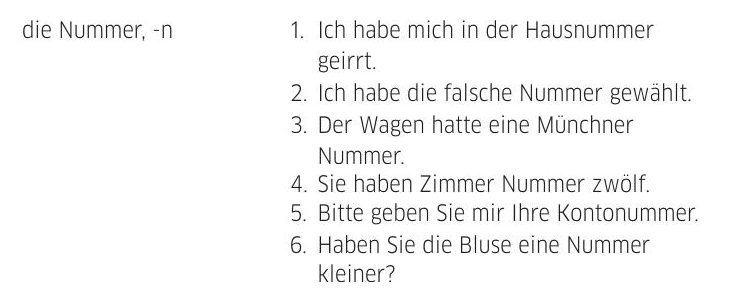 die Nummer, -n
1. Ich habe mich in der Hausnummer
geirrt.
2. Ich habe die falsche Nummer gewählt.
3. Der Wagen hatte eine Münchner
Nummer.
4. Sie haben Zimmer Nummer zwölf.
5. Bitte geben Sie mir Ihre Kontonummer.
6. Haben Sie die Bluse eine Nummer
kleiner?